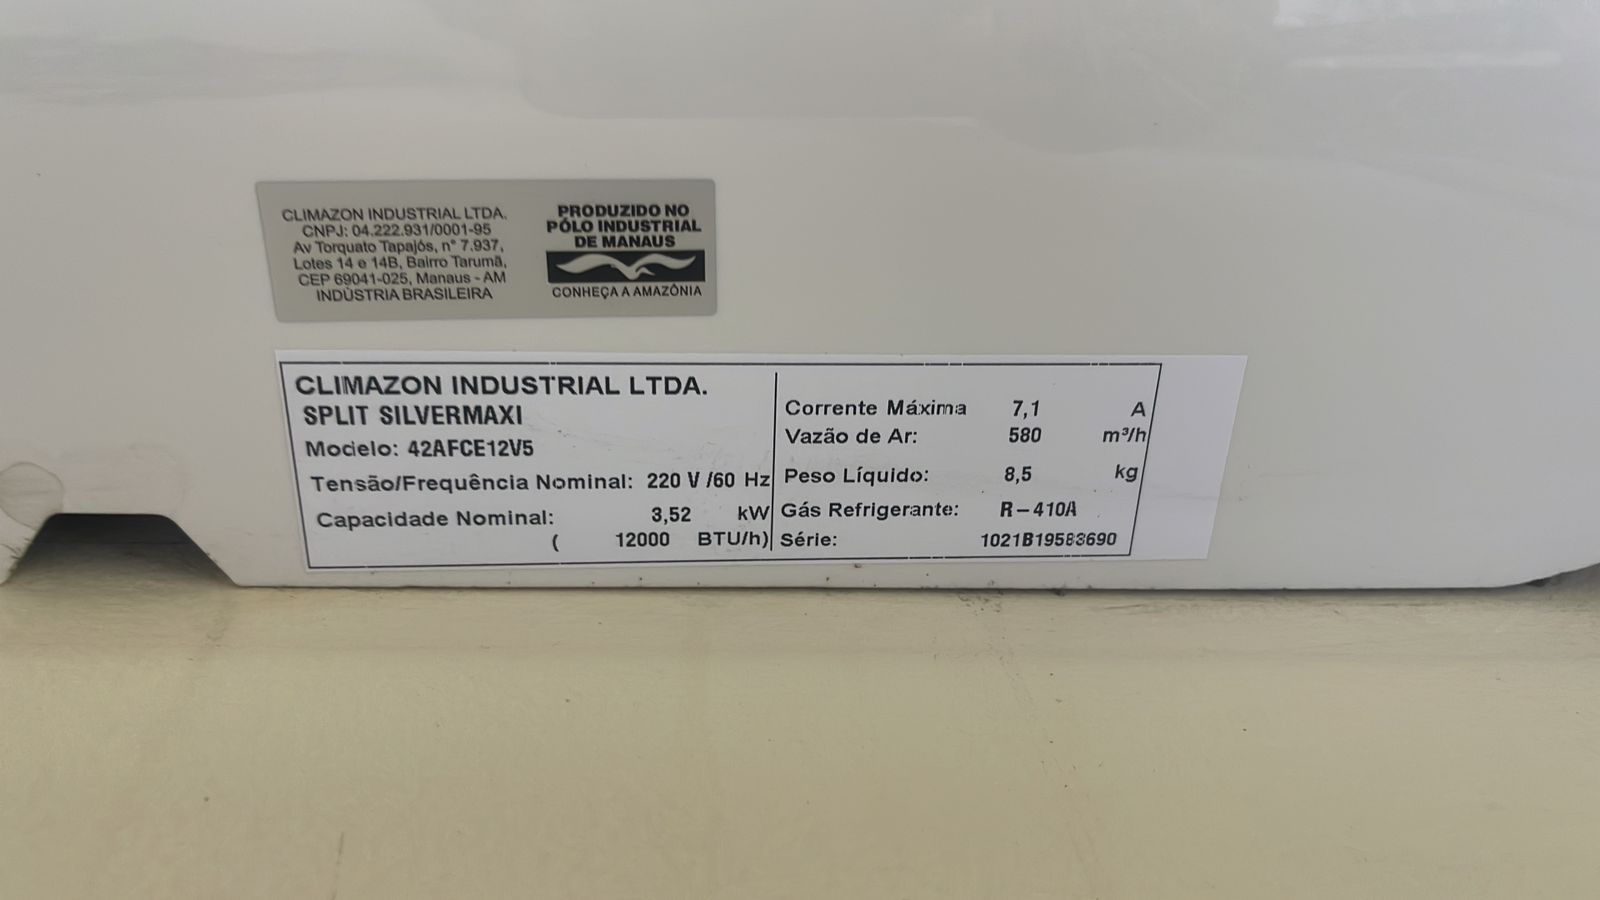 CLIMAZON INDUSTRIAL LTDA.
CNPJ: 04.222.931/0001-95
Av Torquato Tapajós, n° 7.937,
Lotes 14 e 14B, Bairro Tarumã,
CEP 69041-025, Manaus - AM
INDÚSTRIA BRASILEIRA
PRODUZIDO NO
PÓLO INDUSTRIAL
DE MANAUS
CONHEÇA A AMAZÔNIA
CLIMAZON INDUSTRIAL LTDA.
SPLIT SILVERMAXI
Modelo: 42AFCE12V5
Tensão/Frequência Nominal: 220 V /60 Hz
Capacidade Nominal: 3,52 kW
( 12000 BTU/h)
Corrente Máxima 7,1 A
Vazão de Ar: 580 m³/h
Peso Líquido: 8,5 kg
Gás Refrigerante: R-410A
Série: 1021B19583690